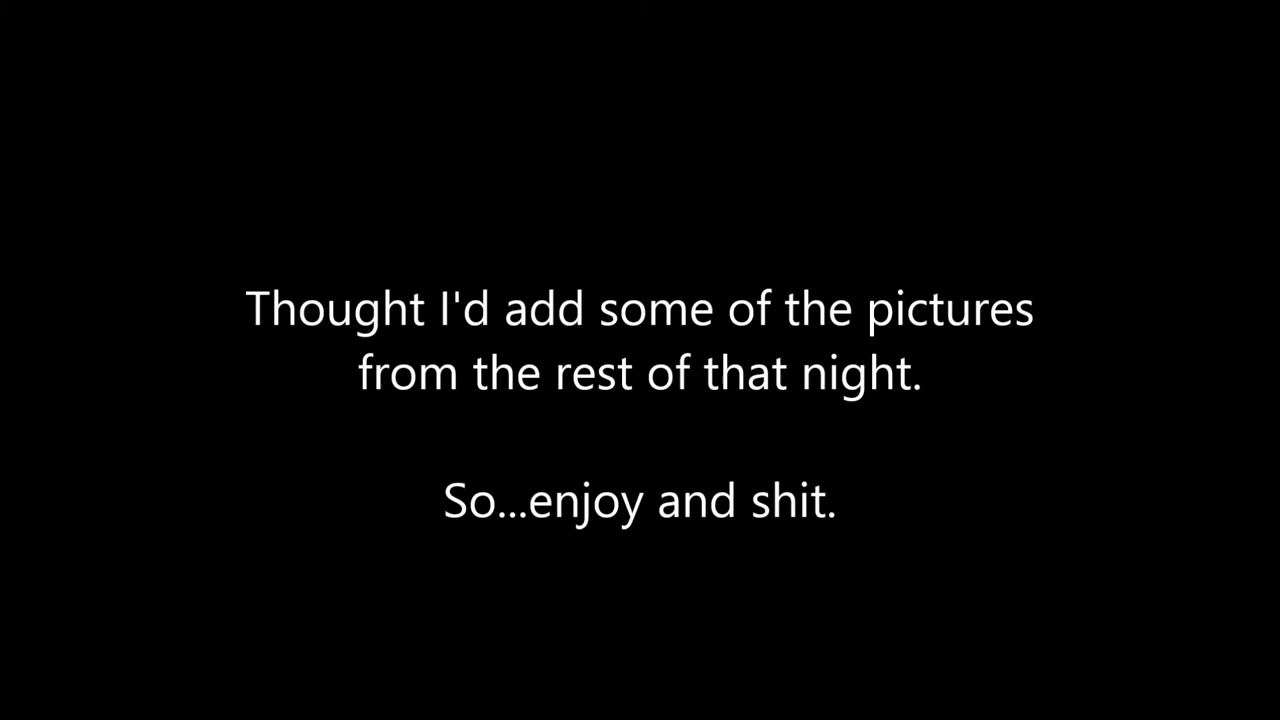 Thought I'd add some of the pictures
from the rest of that night.
So...enjoy and shit.